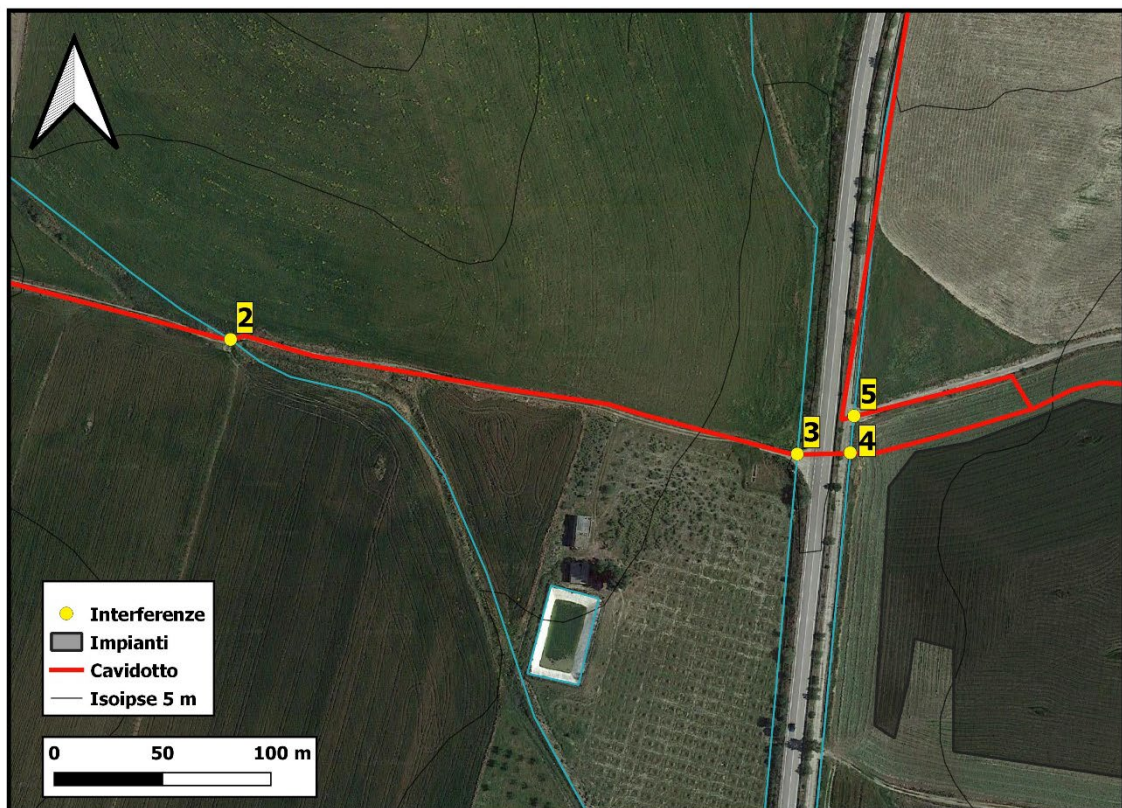 2
5
3
4
Interferenze
Impianti
Cavidotto
Isoipse 5 m
0 50 100 m